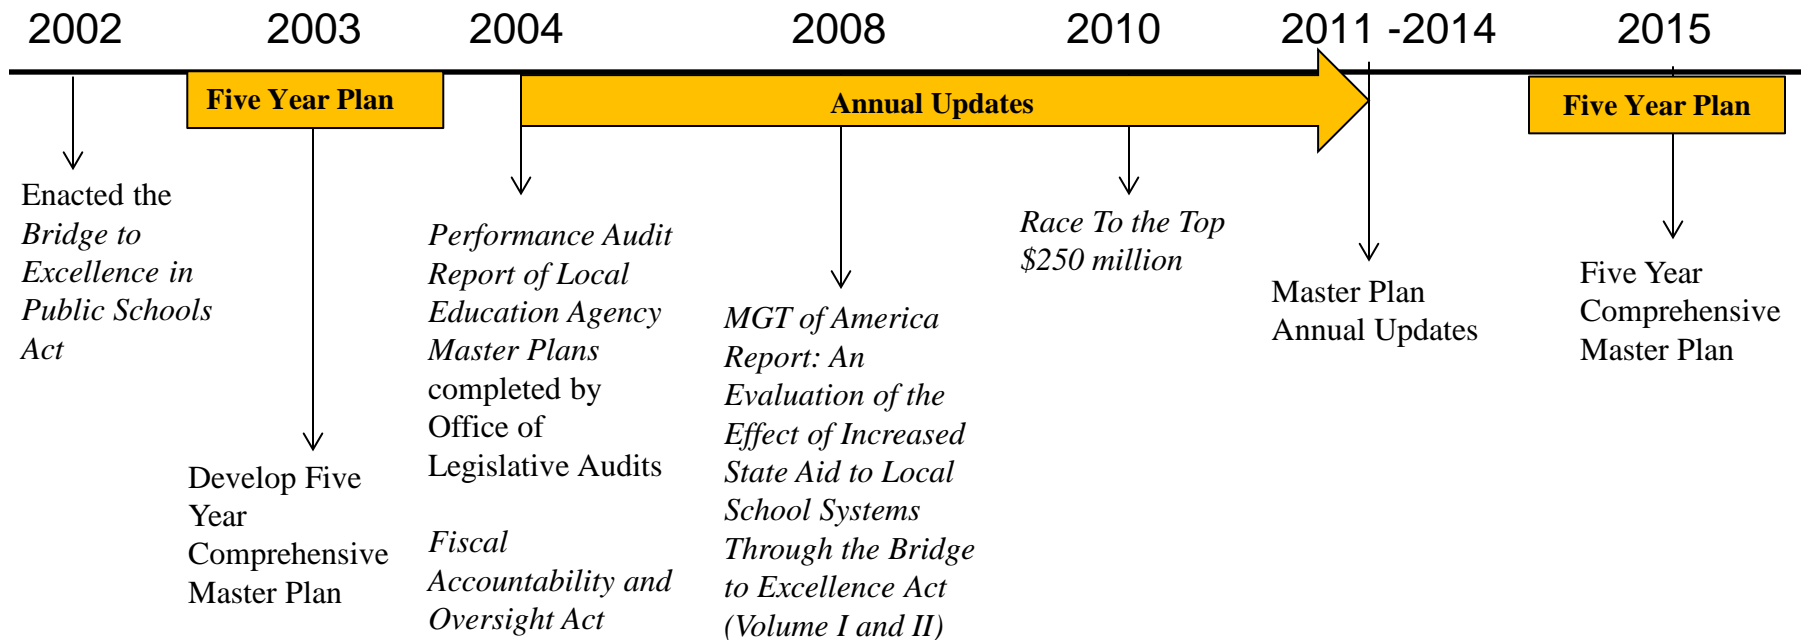 2002
2003
2004
2008
2010
2011 -2014
2015
Five Year Plan
Annual Updates
Five Year Plan
Enacted the
Bridge to
Excellence in
Public Schools
Act
Develop Five
Year
Comprehensive
Master Plan
Performance Audit
Report of Local
Education Agency
Master Plans
completed by
Office of
Legislative Audits
Fiscal
Accountability and
Oversight Act
MGT of America
Report: An
Evaluation of the
Effect of Increased
State Aid to Local
School Systems
Through the Bridge
to Excellence Act
(Volume I and II)
Race To the Top
$250 million
Master Plan
Annual Updates
Five Year
Comprehensive
Master Plan